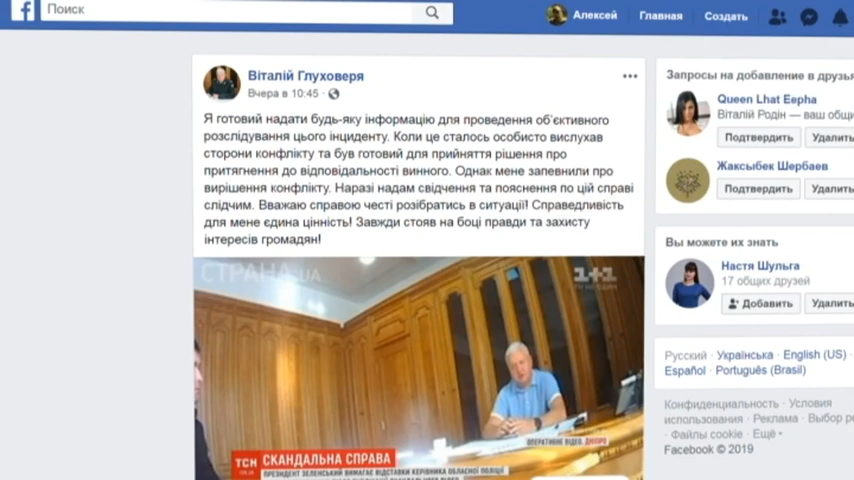 f Поиск
Алексей Главная Создать
Віталій Глуховеря
Вчера в 10:45 ·
Я готовий надати будь-яку інформацію для проведення об'єктивного
розслідування цього інциденту. Коли це сталось особисто вислухав
сторони конфлікту та був готовий для прийняття рішення про
притягнення до відповідальності винного. Однак мене запевнили про
вирішення конфлікту. Наразі надам свідчення та пояснення по цій справі
слідчим. Вважаю справою честі розібратись в ситуації! Справедливість
для мене єдина цінність! Завжди стояв на боці правди та захисту
інтересів громадян!
СТРАНА.UA
1+1
ТИ НЕ ОДИН
ОПЕРАТИВНЕ ВІДЕО, ДНІПРО
ТСН СКАНДАЛЬНА СПРАВА
ПРЕЗИДЕНТ ЗЕЛЕНСЬКИЙ ВИМАГАЄ ВІДСТАВКИ КЕРІВНИКА ОБЛАСНОЇ ПОЛІЦІЇ
Запросы на добавление в друзья
Queen Lhat Eepha
Віталій Родін — ваш общи
Подтвердить Удалить
Жаксыбек Шербаев
Подтвердить Удалить
Вы можете их знать
Настя Шульга
17 общих друзей
Добавить Удалить
Русский · Українська · English (US) ·
Español · Português (Brasil)
Конфиденциальность · Условия
использования · Реклама · Выбор ре
· Файлы cookie · Ещё
Facebook © 2019